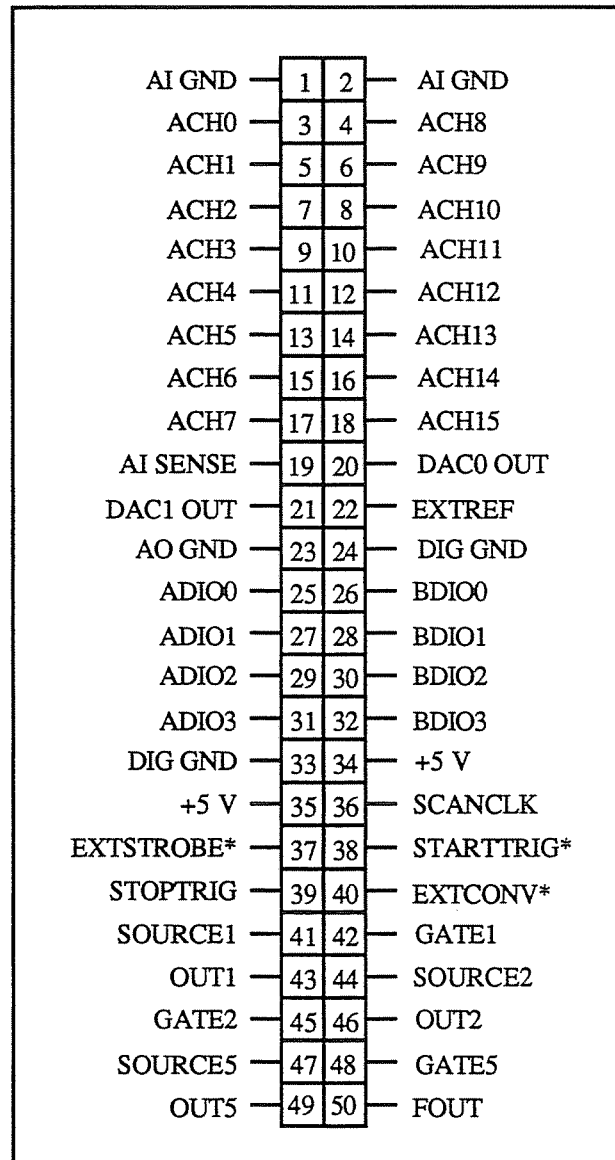 AI GND 1 2 AI GND
ACH0 3 4 ACH8
ACH1 5 6 ACH9
ACH2 7 8 ACH10
ACH3 9 10 ACH11
ACH4 11 12 ACH12
ACH5 13 14 ACH13
ACH6 15 16 ACH14
ACH7 17 18 ACH15
AI SENSE 19 20 DAC0 OUT
DAC1 OUT 21 22 EXTREF
AO GND 23 24 DIG GND
ADIO0 25 26 BDIO0
ADIO1 27 28 BDIO1
ADIO2 29 30 BDIO2
ADIO3 31 32 BDIO3
DIG GND 33 34 +5 V
+5 V 35 36 SCANCLK
EXTSTROBE* 37 38 STARTTRIG*
STOPTRIG 39 40 EXTCONV*
SOURCE1 41 42 GATE1
OUT1 43 44 SOURCE2
GATE2 45 46 OUT2
SOURCE5 47 48 GATE5
OUT5 49 50 FOUT